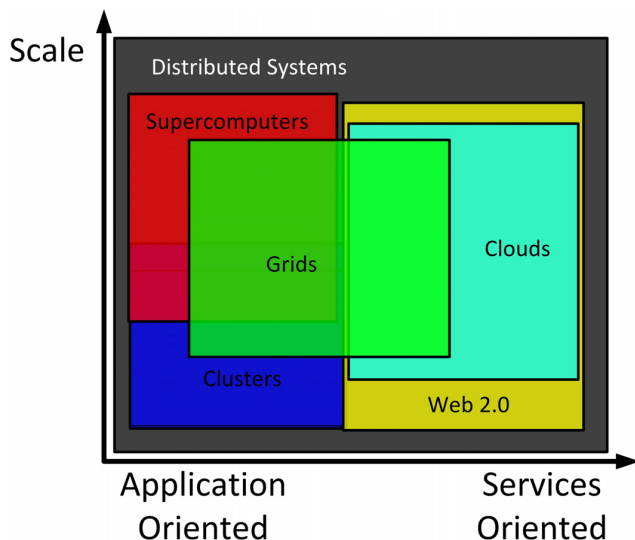 Scale
Distributed Systems
Supercomputers
Grids
Clouds
Clusters
Web 2.0
Application
Oriented
Services
Oriented